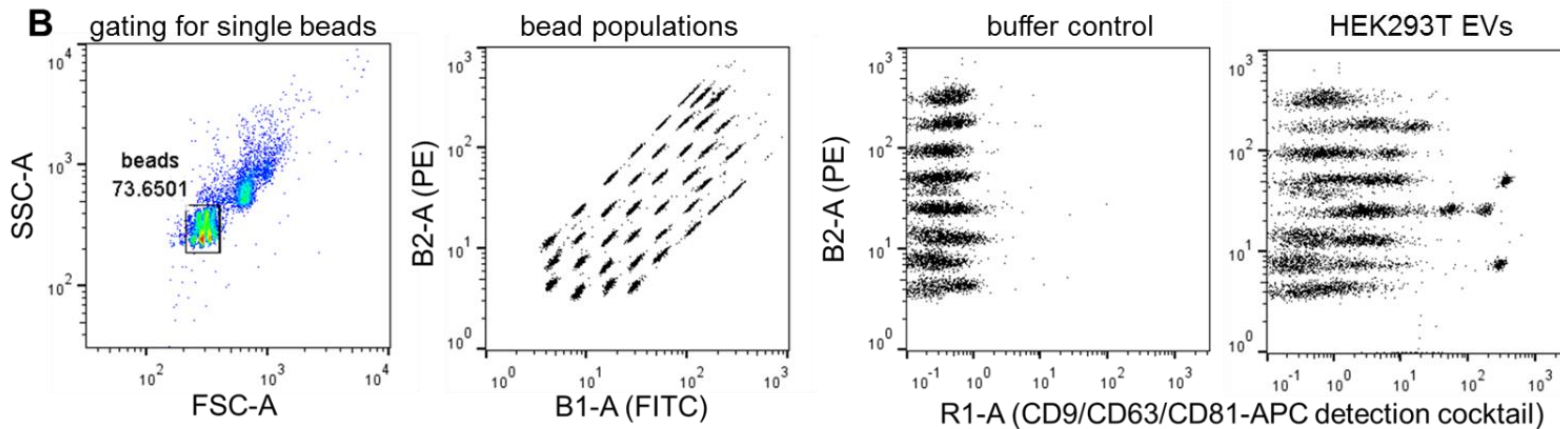 B
gating for single beads
bead populations
buffer control
HEK293T EVs
10^4
10^3
10^2
SSC-A
beads
73.6501
10^2
10^3
10^4
FSC-A
10^3
10^2
10^1
10^0
B2-A (PE)
10^0
10^1
10^2
10^3
B1-A (FITC)
10^3
10^2
10^1
10^0
B2-A (PE)
10^-1
10^0
10^1
10^2
10^3
10^3
10^2
10^1
10^0
10^-1
10^0
10^1
10^2
10^3
R1-A (CD9/CD63/CD81-APC detection cocktail)